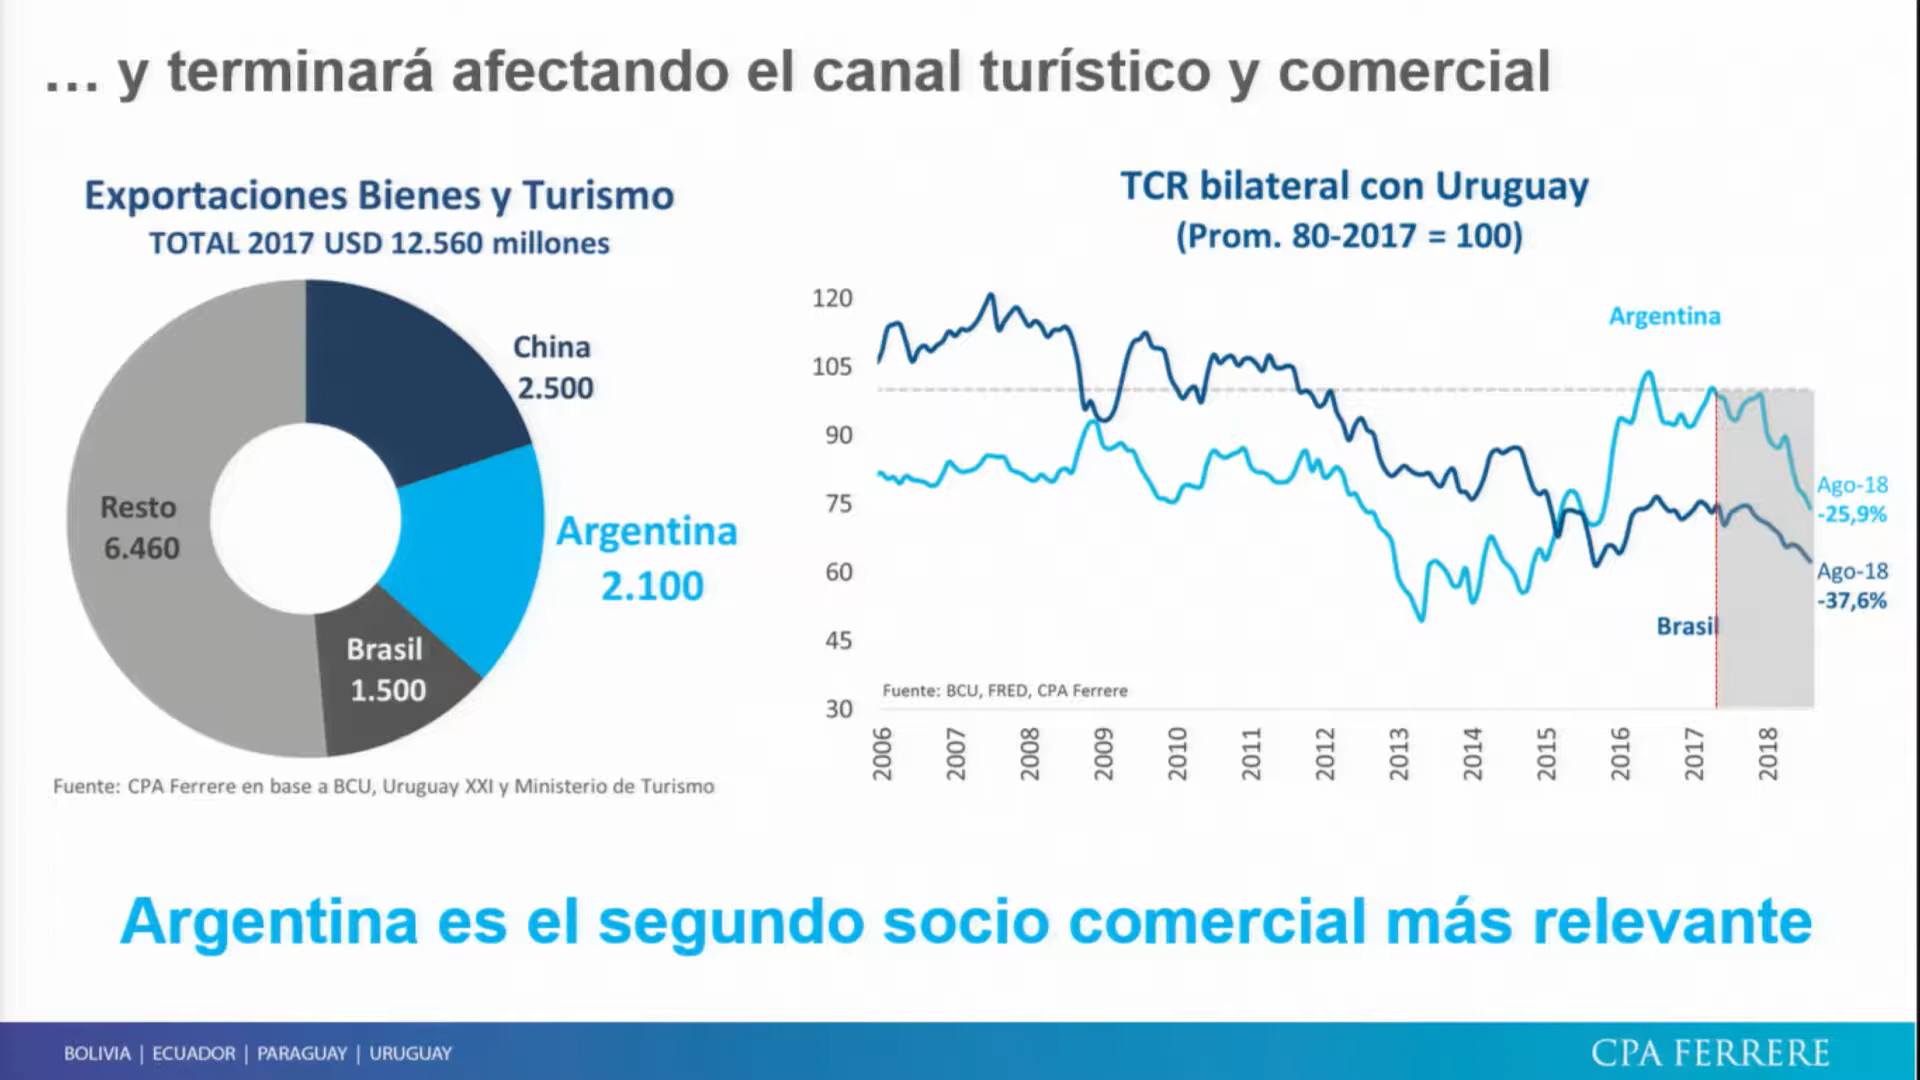 ... y terminará afectando el canal turístico y comercial
Exportaciones Bienes y Turismo
TOTAL 2017 USD 12.560 millones
China
2.500
Argentina
2.100
Brasil
1.500
Resto
6.460
Fuente: CPA Ferrere en base a BCU, Uruguay XXI y Ministerio de Turismo
TCR bilateral con Uruguay
(Prom. 80-2017 = 100)
120
105
90
75
60
45
30
Argentina
Ago-18
-25,9%
Ago-18
-37,6%
Brasil
Fuente: BCU, FRED, CPA Ferrere
2006
2007
2008
2009
2010
2011
2012
2013
2014
2015
2016
2017
2018
Argentina es el segundo socio comercial más relevante
BOLIVIA | ECUADOR | PARAGUAY | URUGUAY
CPA FERRERE